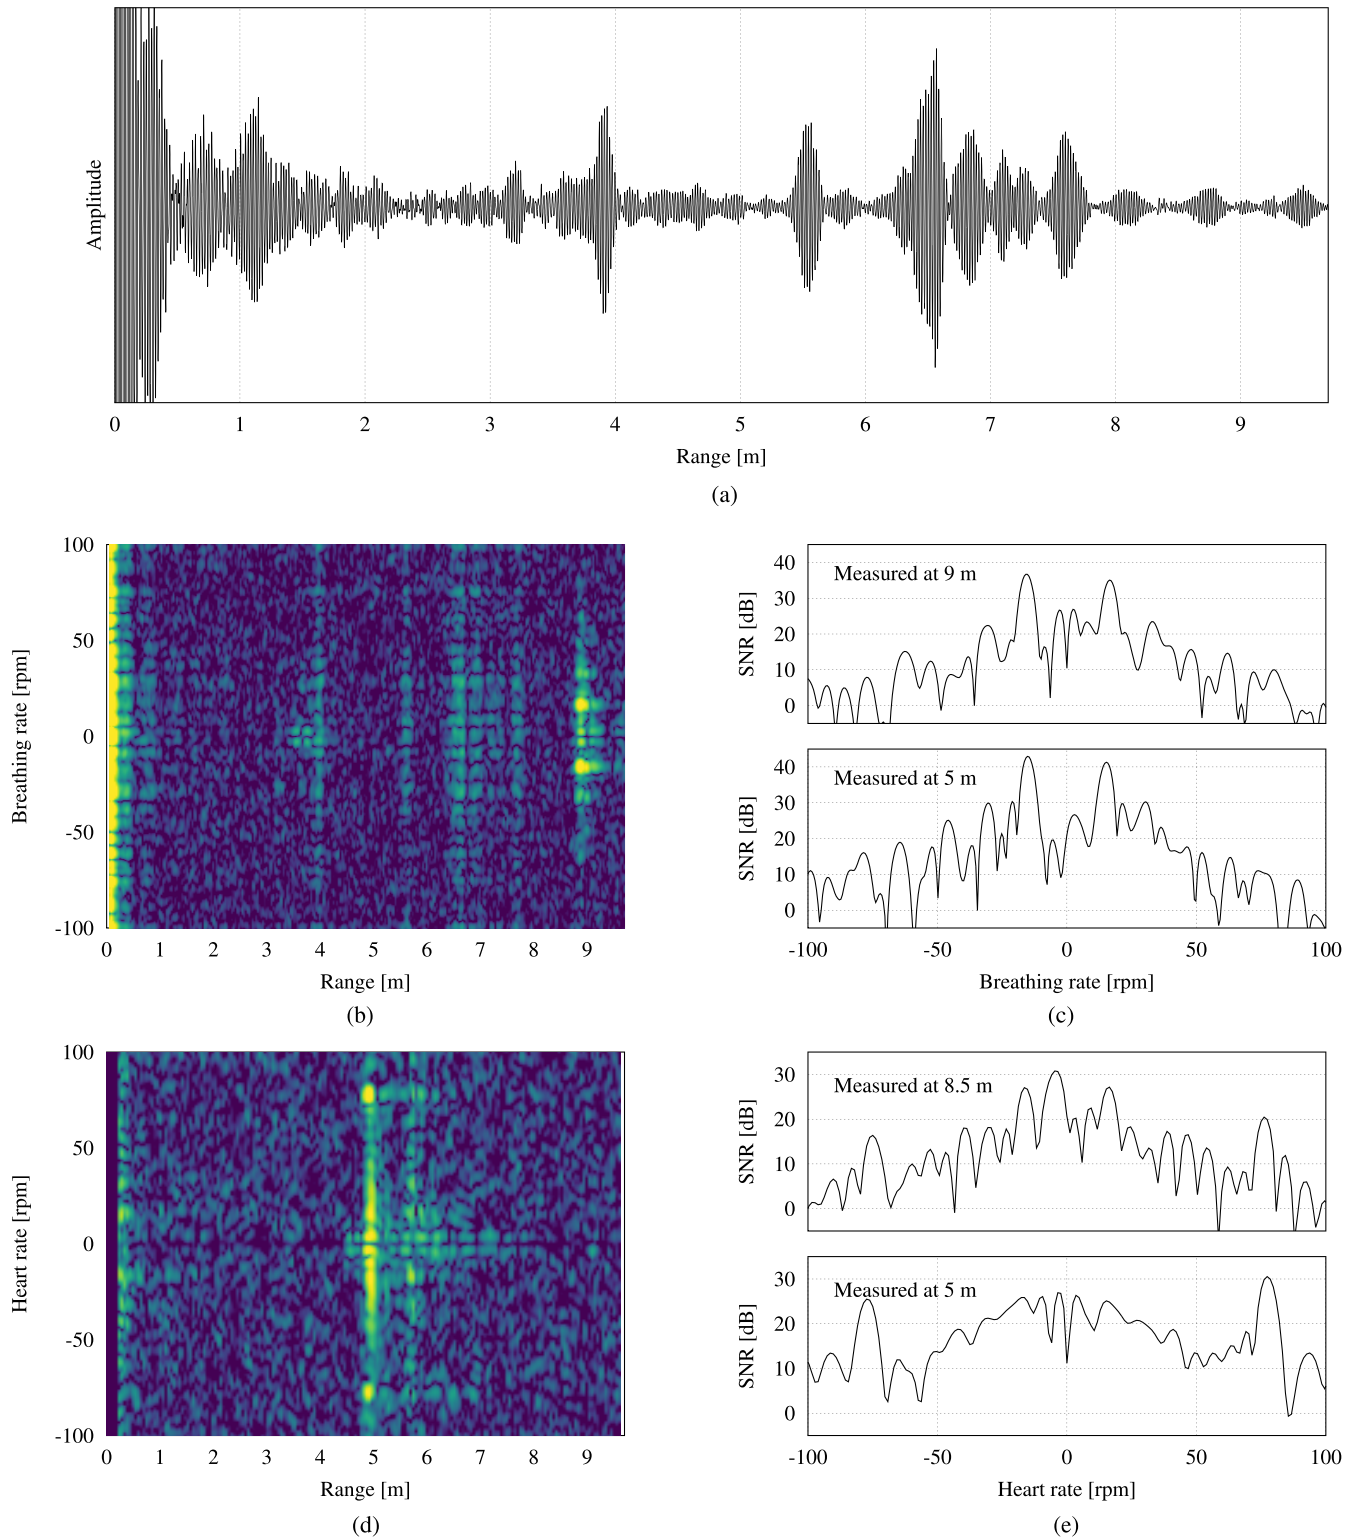 Amplitude
0 1 2 3 4 5 6 7 8 9
Range [m]
(a)
100
50
0
-50
-100
Breathing rate [rpm]
0 1 2 3 4 5 6 7 8 9
Range [m]
(b)
40
30
20
10
0
SNR [dB]
Measured at 9 m
40
30
20
10
0
SNR [dB]
Measured at 5 m
-100 -50 0 50 100
Breathing rate [rpm]
(c)
100
50
0
-50
-100
Heart rate [rpm]
0 1 2 3 4 5 6 7 8 9
Range [m]
(d)
30
20
10
0
SNR [dB]
Measured at 8.5 m
30
20
10
0
SNR [dB]
Measured at 5 m
-100 -50 0 50 100
Heart rate [rpm]
(e)